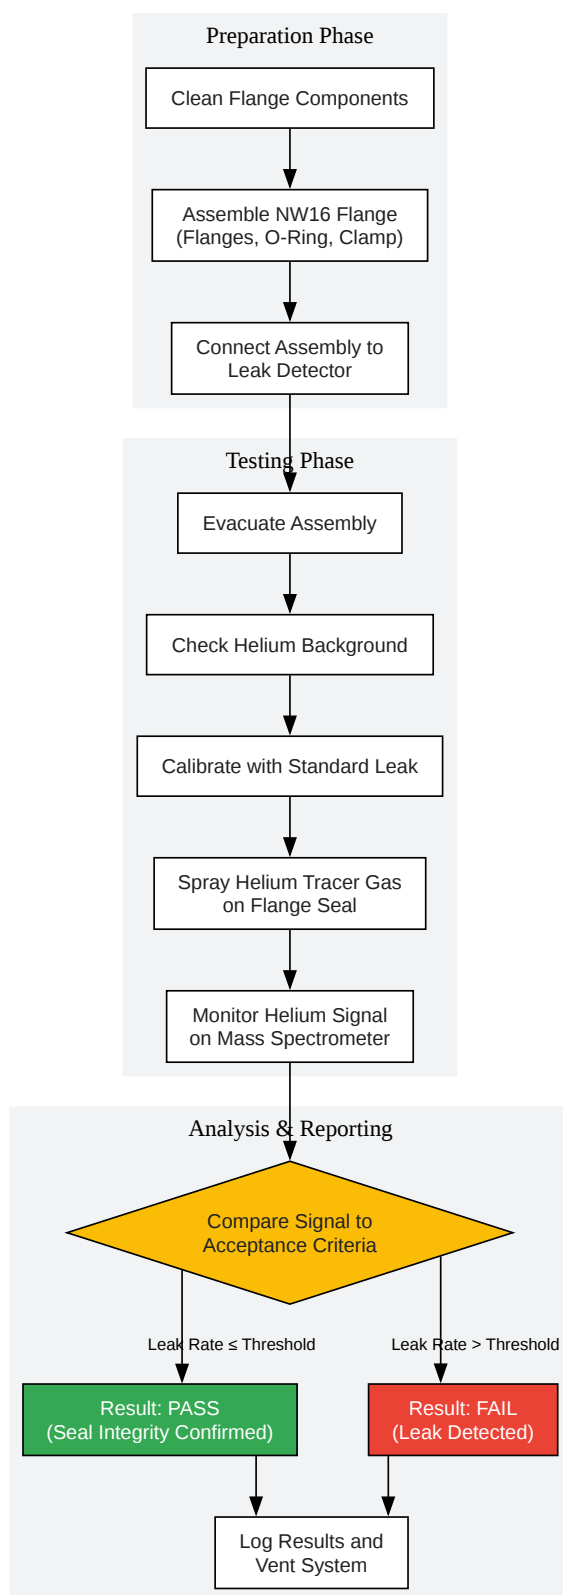 Preparation Phase
Clean Flange Components
Assemble NW16 Flange
(Flanges, O-Ring, Clamp)
Connect Assembly to
Leak Detector
Testing Phase
Evacuate Assembly
Check Helium Background
Calibrate with Standard Leak
Spray Helium Tracer Gas
on Flange Seal
Monitor Helium Signal
on Mass Spectrometer
Analysis & Reporting
Compare Signal to
Acceptance Criteria
Leak Rate ≤ Threshold
Leak Rate > Threshold
Result: PASS
(Seal Integrity Confirmed)
Result: FAIL
(Leak Detected)
Log Results and
Vent System